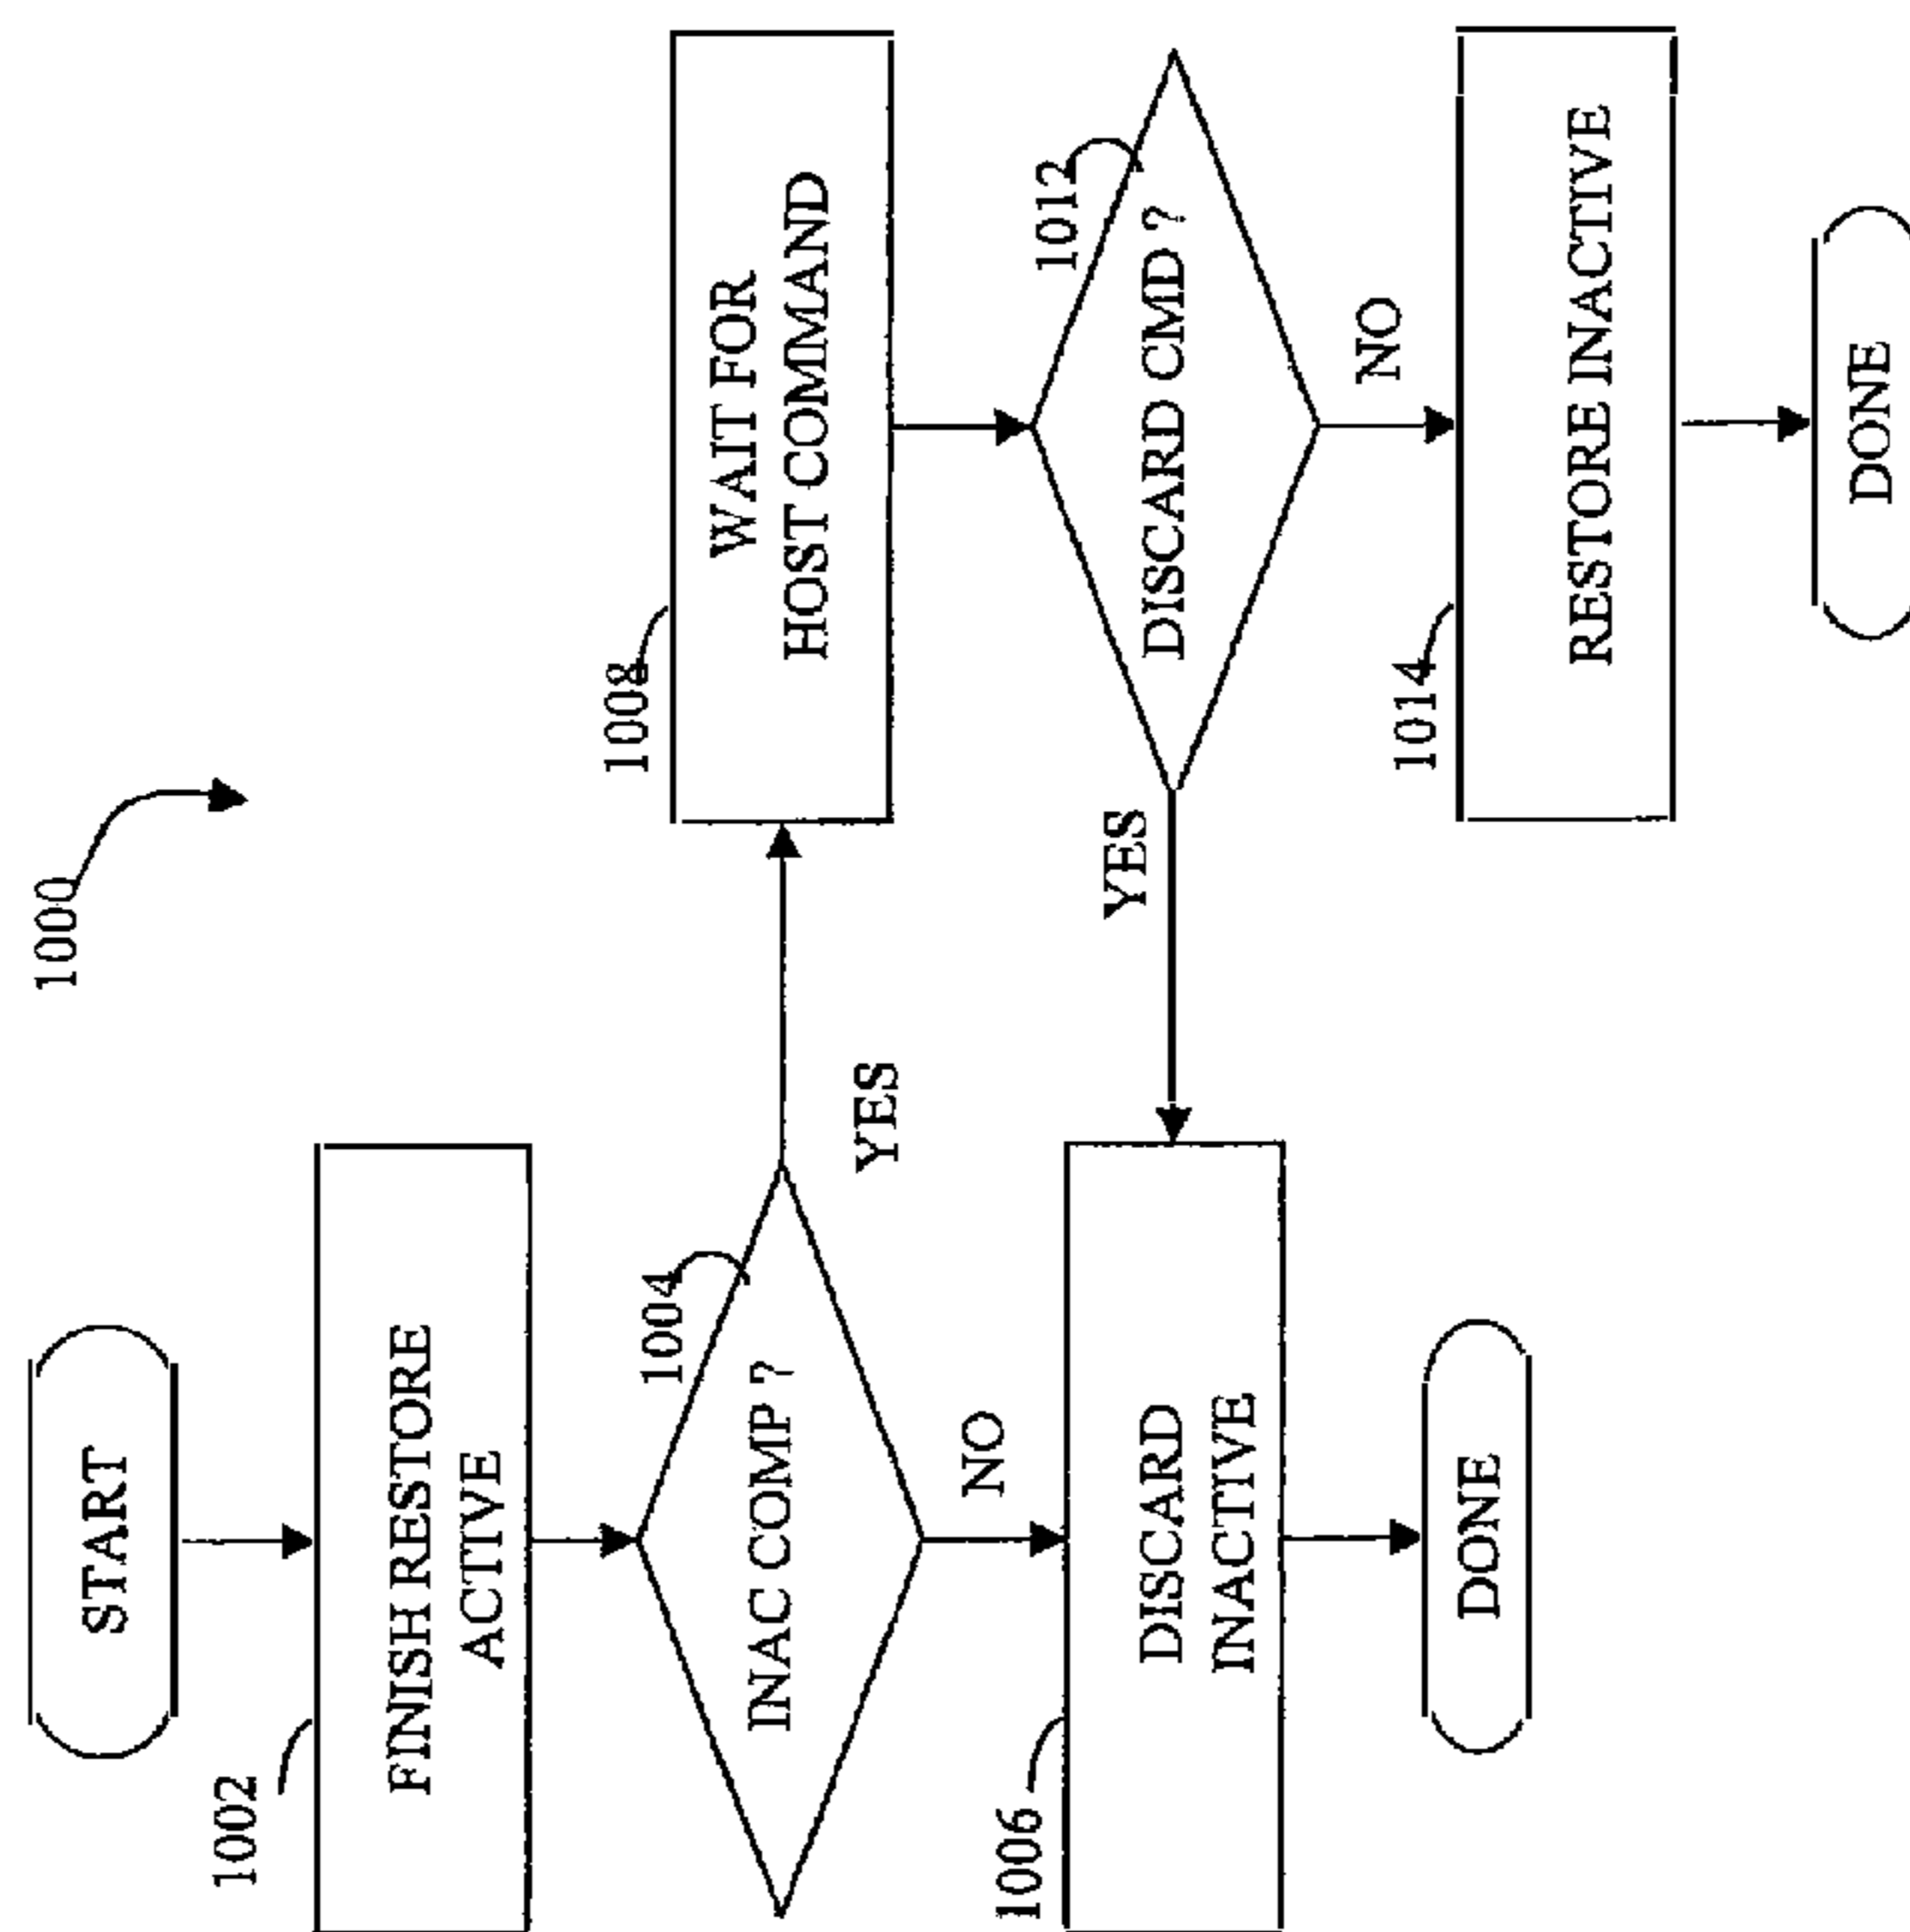 1000
START
1002
FINISH RESTORE
ACTIVE
1004
INAC COMP ?
YES
NO
1006
DISCARD
INACTIVE
DONE
1008
WAIT FOR
HOST COMMAND
1012
DISCARD CMD ?
YES
NO
1014
RESTORE INACTIVE
DONE